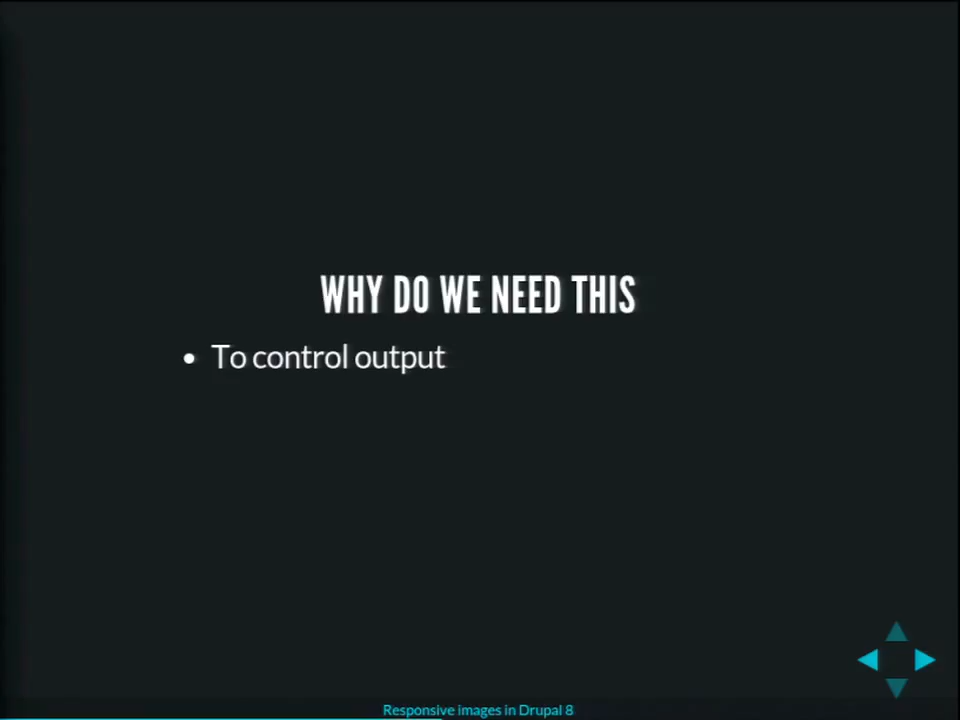 WHY DO WE NEED THIS
• To control output
Responsive images in Drupal 8